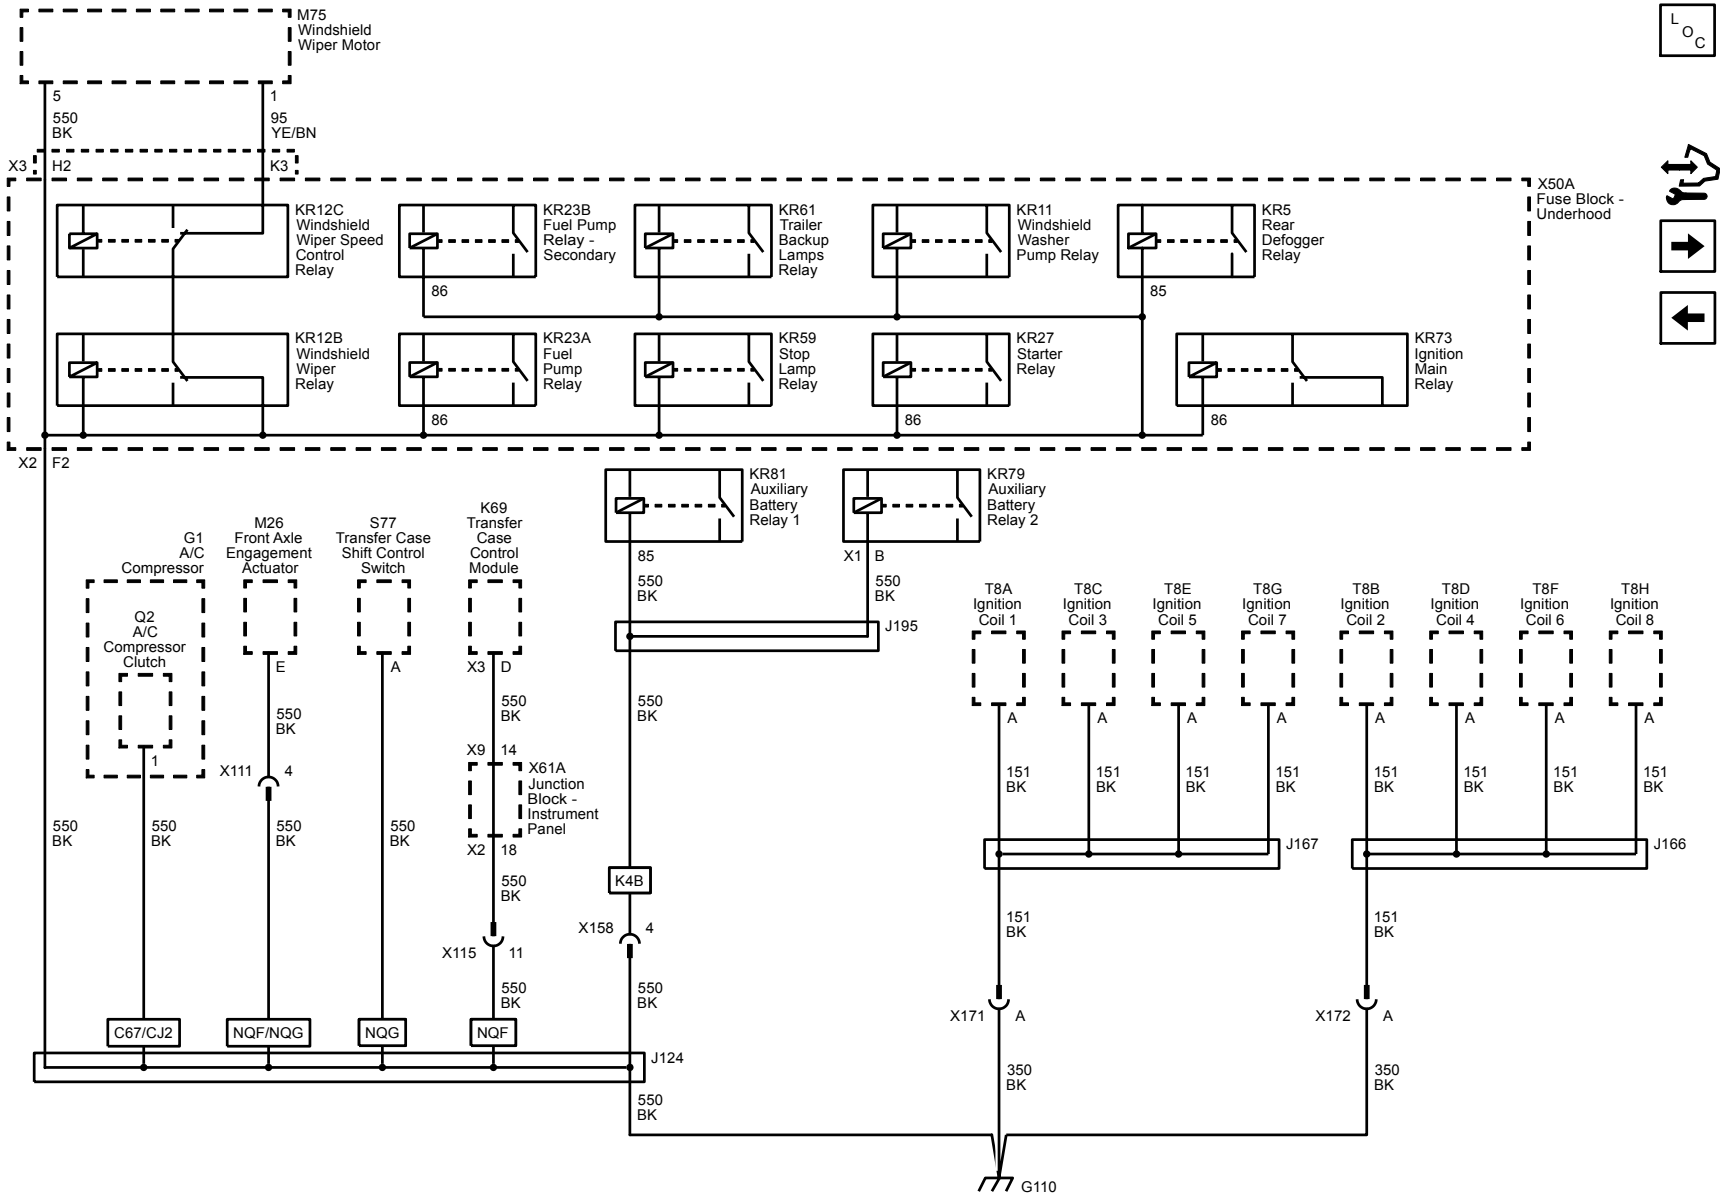 M75
Windshield
Wiper Motor
L
O
C
5
1
550
BK
95
YE/BN
X3
H2
K3
X50A
Fuse Block -
Underhood
KR12C
Windshield
Wiper Speed
Control
Relay
KR23B
Fuel Pump
Relay -
Secondary
KR61
Trailer
Backup
Lamps
Relay
KR11
Windshield
Washer
Pump Relay
KR5
Rear
Defogger
Relay
86
85
KR12B
Windshield
Wiper
Relay
KR23A
Fuel
Pump
Relay
KR59
Stop
Lamp
Relay
KR27
Starter
Relay
KR73
Ignition
Main
Relay
86
86
86
X2
F2
KR81
Auxiliary
Battery
Relay 1
KR79
Auxiliary
Battery
Relay 2
85
X1
B
550
BK
550
BK
J195
550
BK
G1
A/C
Compressor
M26
Front Axle
Engagement
Actuator
S77
Transfer Case
Shift Control
Switch
K69
Transfer
Case
Control
Module
Q2
A/C
Compressor
Clutch
1
E
A
X3
D
550
BK
550
BK
X111
4
X9
14
X61A
Junction
Block -
Instrument
Panel
X2
18
550
BK
550
BK
550
BK
550
BK
550
BK
K4B
X158
4
X115
11
550
BK
550
BK
C67/CJ2
NQF/NQG
NQG
NQF
J124
550
BK
T8A
Ignition
Coil 1
T8C
Ignition
Coil 3
T8E
Ignition
Coil 5
T8G
Ignition
Coil 7
T8B
Ignition
Coil 2
T8D
Ignition
Coil 4
T8F
Ignition
Coil 6
T8H
Ignition
Coil 8
A
A
A
A
A
A
A
A
151
BK
151
BK
151
BK
151
BK
151
BK
151
BK
151
BK
151
BK
J167
J166
151
BK
151
BK
X171
A
X172
A
350
BK
350
BK
G110